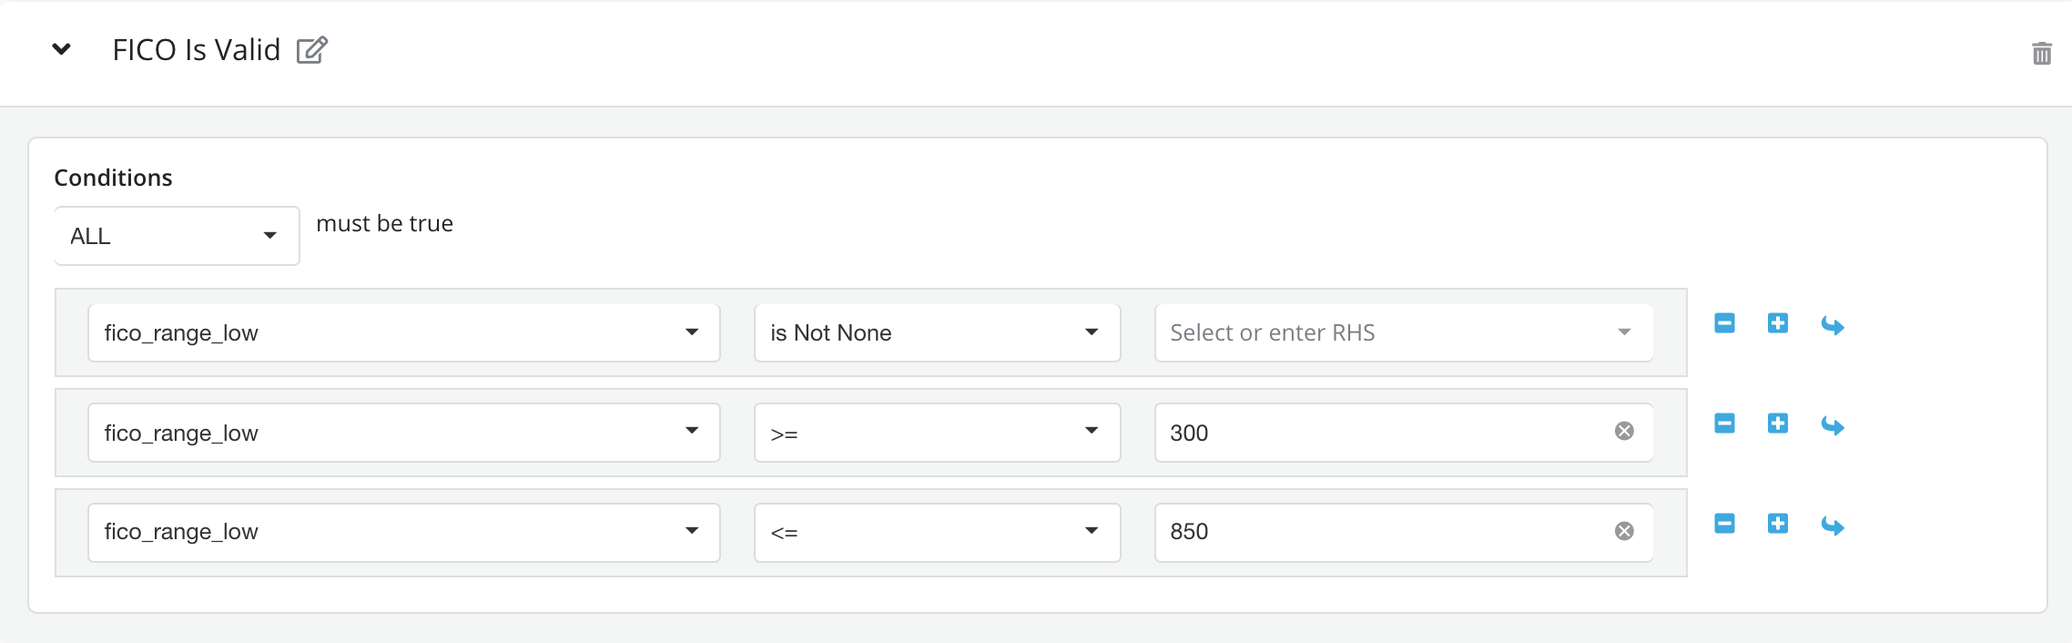 FICO Is Valid
Conditions
ALL must be true
fico_range_low is Not None Select or enter RHS
fico_range_low >= 300
fico_range_low <= 850